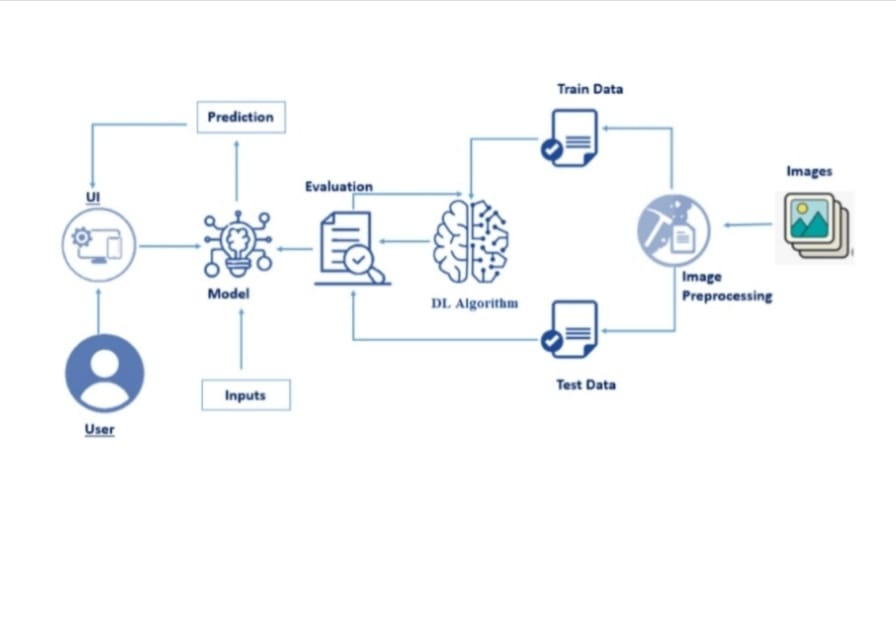 Train Data
Prediction
Images
Evaluation
UI
Image
Preprocessing
Model
DL Algorithm
Test Data
Inputs
User